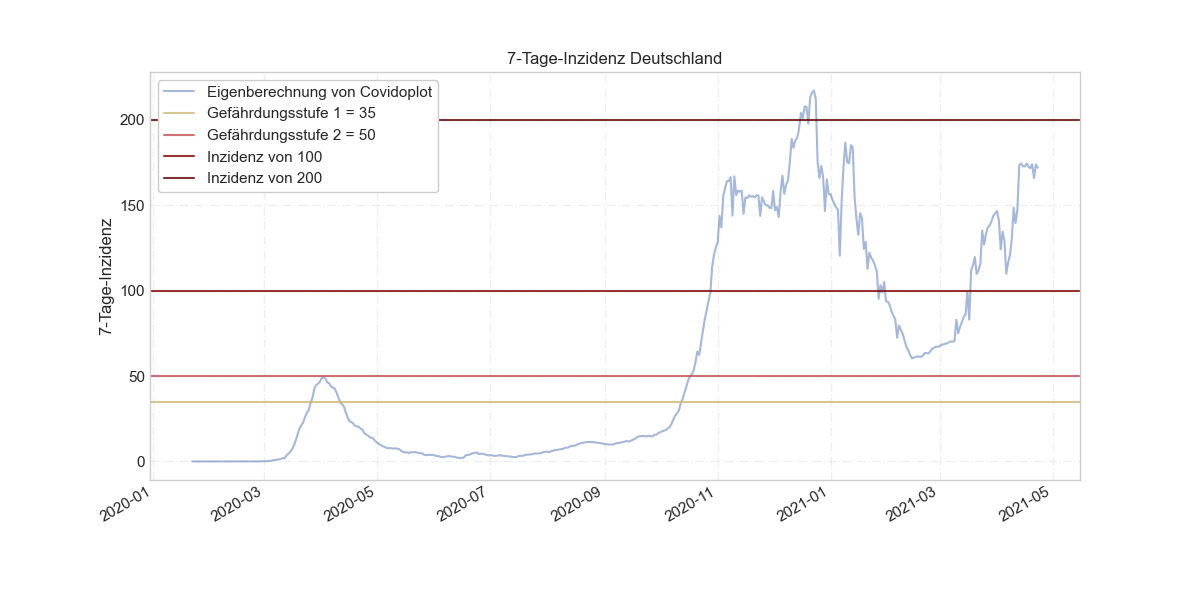 7-Tage-Inzidenz Deutschland
Eigenberechnung von Covidoplot
Gefährdungsstufe 1 = 35
Gefährdungsstufe 2 = 50
Inzidenz von 100
Inzidenz von 200
7-Tage-Inzidenz
200
150
100
50
0
2020-01
2020-03
2020-05
2020-07
2020-09
2020-11
2021-01
2021-03
2021-05